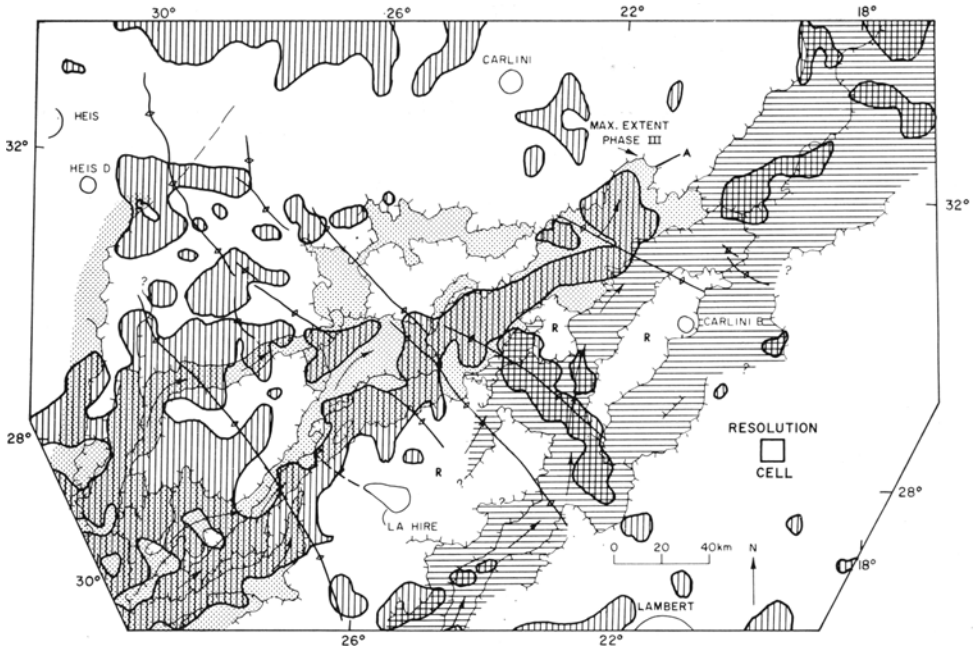 30°
26°
22°
18°
CARLINI
HEIS
MAX. EXTENT
PHASE III
A
32°
HEIS D
32°
?
?
CARLINI B
R
R
?
RESOLUTION
CELL
28°
R
?
?
28°
LA HIRE
0 20 40km
N
18°
30°
LAMBERT
26°
22°